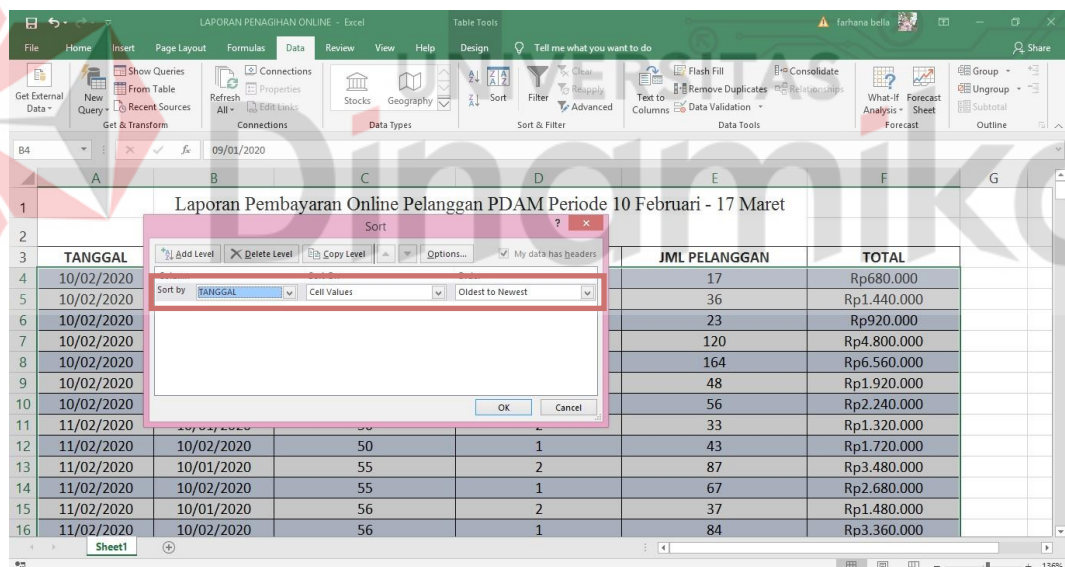 LAPORAN PENAGIHAN ONLINE - Excel
Table Tools
farhana bella
File Home Insert Page Layout Formulas Data Review View Help Design Tell me what you want to do Share
UNIVERSITAS
Dinamika
Get External Data
New Query
Show Queries
From Table
Recent Sources
Get & Transform
Refresh All
Connections
Properties
Edit Links
Connections
Stocks
Geography
Data Types
Sort
Filter
Clear
Reapply
Advanced
Sort & Filter
Text to Columns
Flash Fill
Remove Duplicates
Data Validation
Consolidate
Relationships
Data Tools
What-If Analysis
Forecast Sheet
Forecast
Group
Ungroup
Subtotal
Outline
B4 fx 09/01/2020
A B C D E F G
1 Laporan Pembayaran Online Pelanggan PDAM Periode 10 Februari - 17 Maret
2
3 TANGGAL JML PELANGGAN TOTAL
4 10/02/2020 17 Rp680.000
5 10/02/2020 36 Rp1.440.000
6 10/02/2020 23 Rp920.000
7 10/02/2020 120 Rp4.800.000
8 10/02/2020 164 Rp6.560.000
9 10/02/2020 48 Rp1.920.000
10 10/02/2020 56 Rp2.240.000
11 11/02/2020 33 Rp1.320.000
12 11/02/2020 10/02/2020 50 1 43 Rp1.720.000
13 11/02/2020 10/01/2020 55 2 87 Rp3.480.000
14 11/02/2020 10/02/2020 55 1 67 Rp2.680.000
15 11/02/2020 10/01/2020 56 2 37 Rp1.480.000
16 11/02/2020 10/02/2020 56 1 84 Rp3.360.000
Sort ? ×
Add Level Delete Level Copy Level Options... My data has headers
Sort by TANGGAL Cell Values Oldest to Newest
OK Cancel
Sheet1
136%